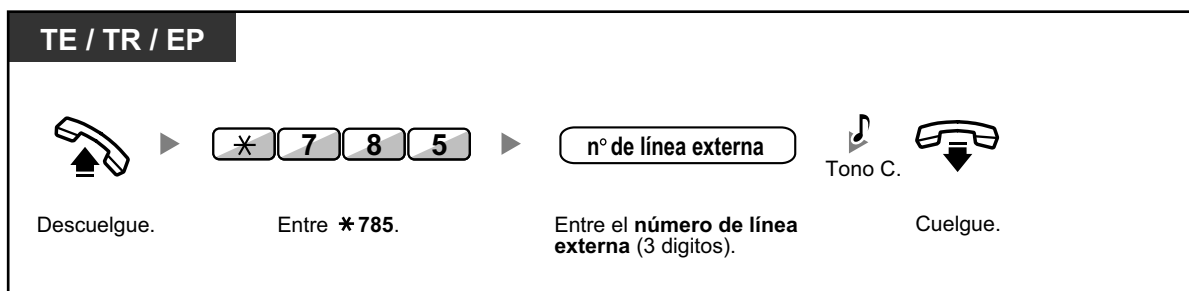 TE / TR / EP
* 7 8 5
n° de línea externa
Tono C.
Descuelgue.
Entre *785.
Entre el número de línea
externa (3 digitos).
Cuelgue.